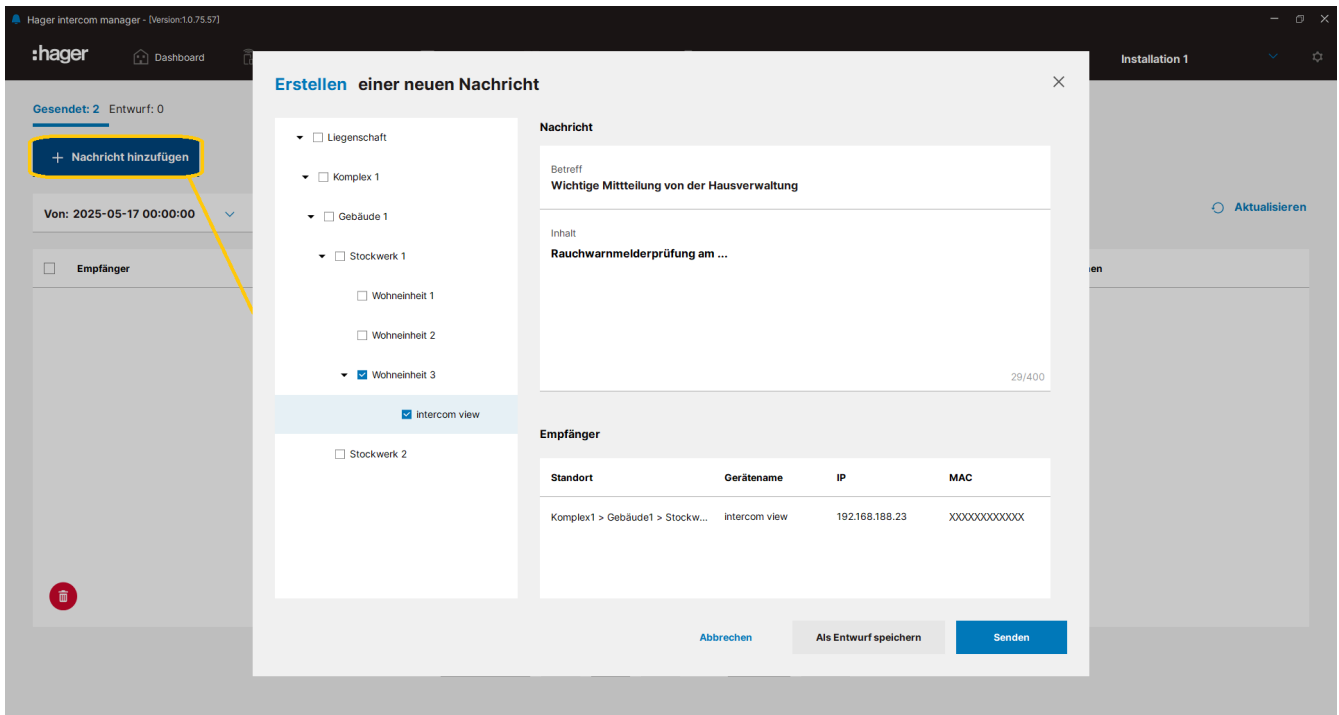 Hager intercom manager - [Version:1.0.75.57]
:hager
Dashboard
Installation 1
Gesendet: 2 Entwurf: 0
+ Nachricht hinzufügen
Von: 2025-05-17 00:00:00
Aktualisieren
Empfänger
Erstellen einer neuen Nachricht
Liegenschaft
Komplex 1
Gebäude 1
Stockwerk 1
Wohneinheit 1
Wohneinheit 2
Wohneinheit 3
intercom view
Stockwerk 2
Nachricht
Betreff
Wichtige Mittteilung von der Hausverwaltung
Inhalt
Rauchwarnmelderprüfung am ...
29/400
Empfänger
Standort Gerätename IP MAC
Komplex1 > Gebäude1 > Stockw... intercom view 192.168.188.23 XXXXXXXXXXXX
Abbrechen Als Entwurf speichern Senden